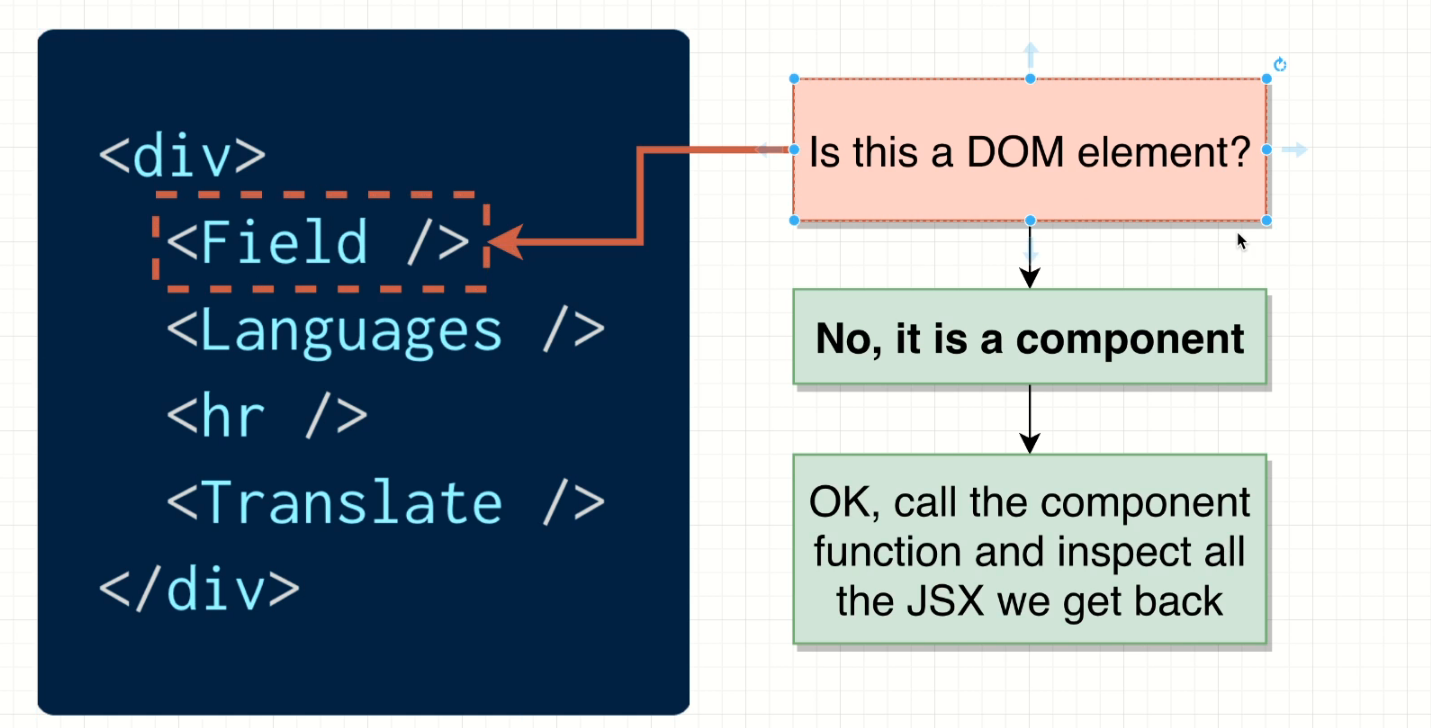 <div>
<Field />
<Languages />
<hr />
<Translate />
</div>
Is this a DOM element?
No, it is a component
OK, call the component
function and inspect all
the JSX we get back